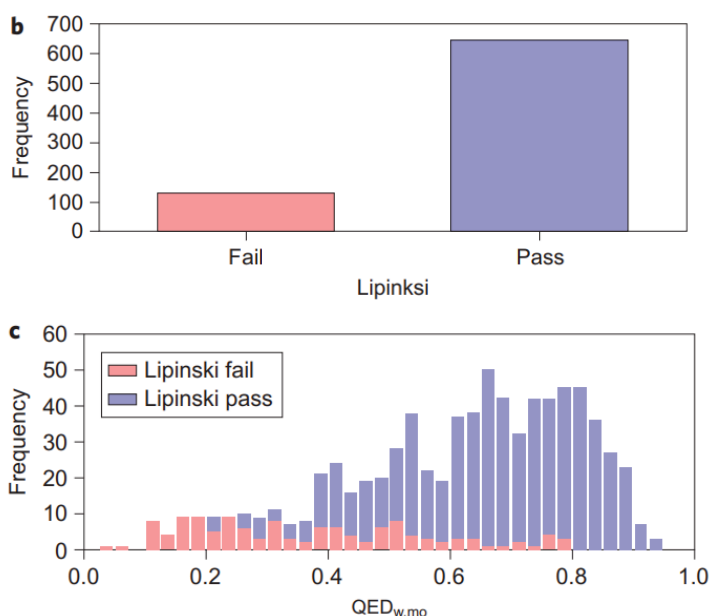 b
700
600
500
400
300
200
100
0
Frequency
Fail Pass
Lipinksi
c
60
50
40
30
20
10
0
Frequency
Lipinski fail
Lipinski pass
0.0 0.2 0.4 0.6 0.8 1.0
QED w,mo